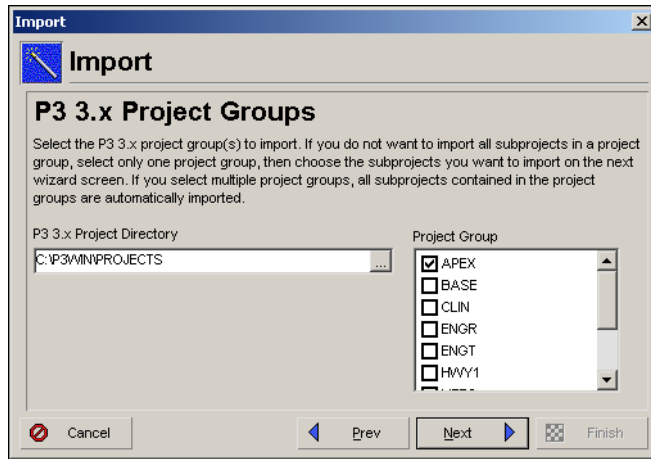 Import
Import
P3 3.x Project Groups
Select the P3 3.x project group(s) to import. If you do not want to import all subprojects in a project
group, select only one project group, then choose the subprojects you want to import on the next
wizard screen. If you select multiple project groups, all subprojects contained in the project
groups are automatically imported.
P3 3.x Project Directory
Project Group
C:\P3WIN\PROJECTS
...
APEX
BASE
CLIN
ENGR
ENGT
HWY1
Cancel
Prev
Next
Finish